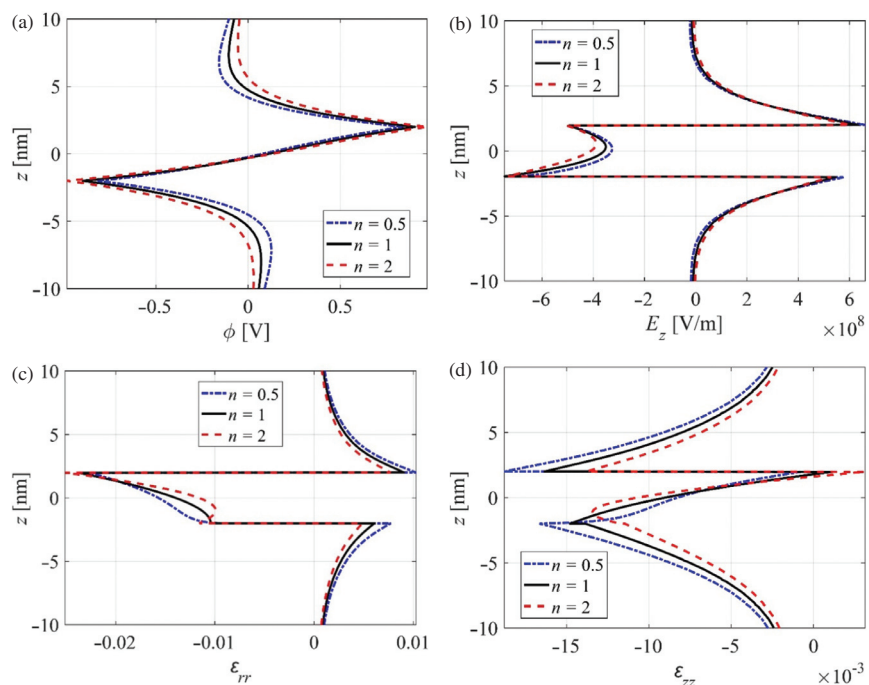 (a)
10
5
0
−5
−10
z [nm]
n = 0.5
n = 1
n = 2
−0.5
0
0.5
ϕ [V]
(b)
10
5
0
−5
−10
z [nm]
n = 0.5
n = 1
n = 2
−6
−4
−2
0
2
4
6
E_z [V/m]
×10^8
(c)
10
5
0
−5
−10
z [nm]
n = 0.5
n = 1
n = 2
−0.02
−0.01
0
0.01
ε_rr
(d)
10
5
0
−5
−10
z [nm]
n = 0.5
n = 1
n = 2
−15
−10
−5
0
ε_zz
×10^−3